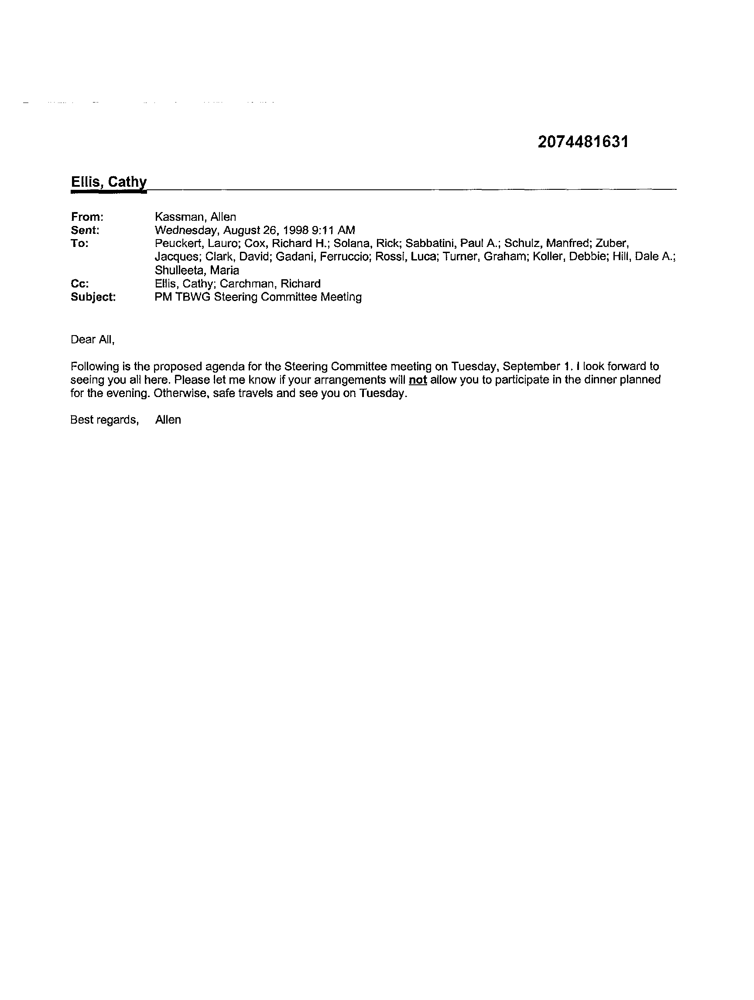 2074481631
Ellis, Cathy
From: Kassman, Allen
Sent: Wednesday, August 26, 1998 9:11 AM
To: Peuckert, Lauro; Cox, Richard H.; Solana, Rick; Sabbatini, Paul A.; Schulz, Manfred; Zuber,
Jacques; Clark, David; Gadani, Ferruccio; Rossi, Luca; Turner, Graham; Koller, Debbie; Hill, Dale A.;
Shulleeta, Maria
Cc: Ellis, Cathy; Carchman, Richard
Subject: PM TBWG Steering Committee Meeting
Dear All,
Following is the proposed agenda for the Steering Committee meeting on Tuesday, September 1. I look forward to
seeing you all here. Please let me know if your arrangements will not allow you to participate in the dinner planned
for the evening. Otherwise, safe travels and see you on Tuesday.
Best regards, Allen